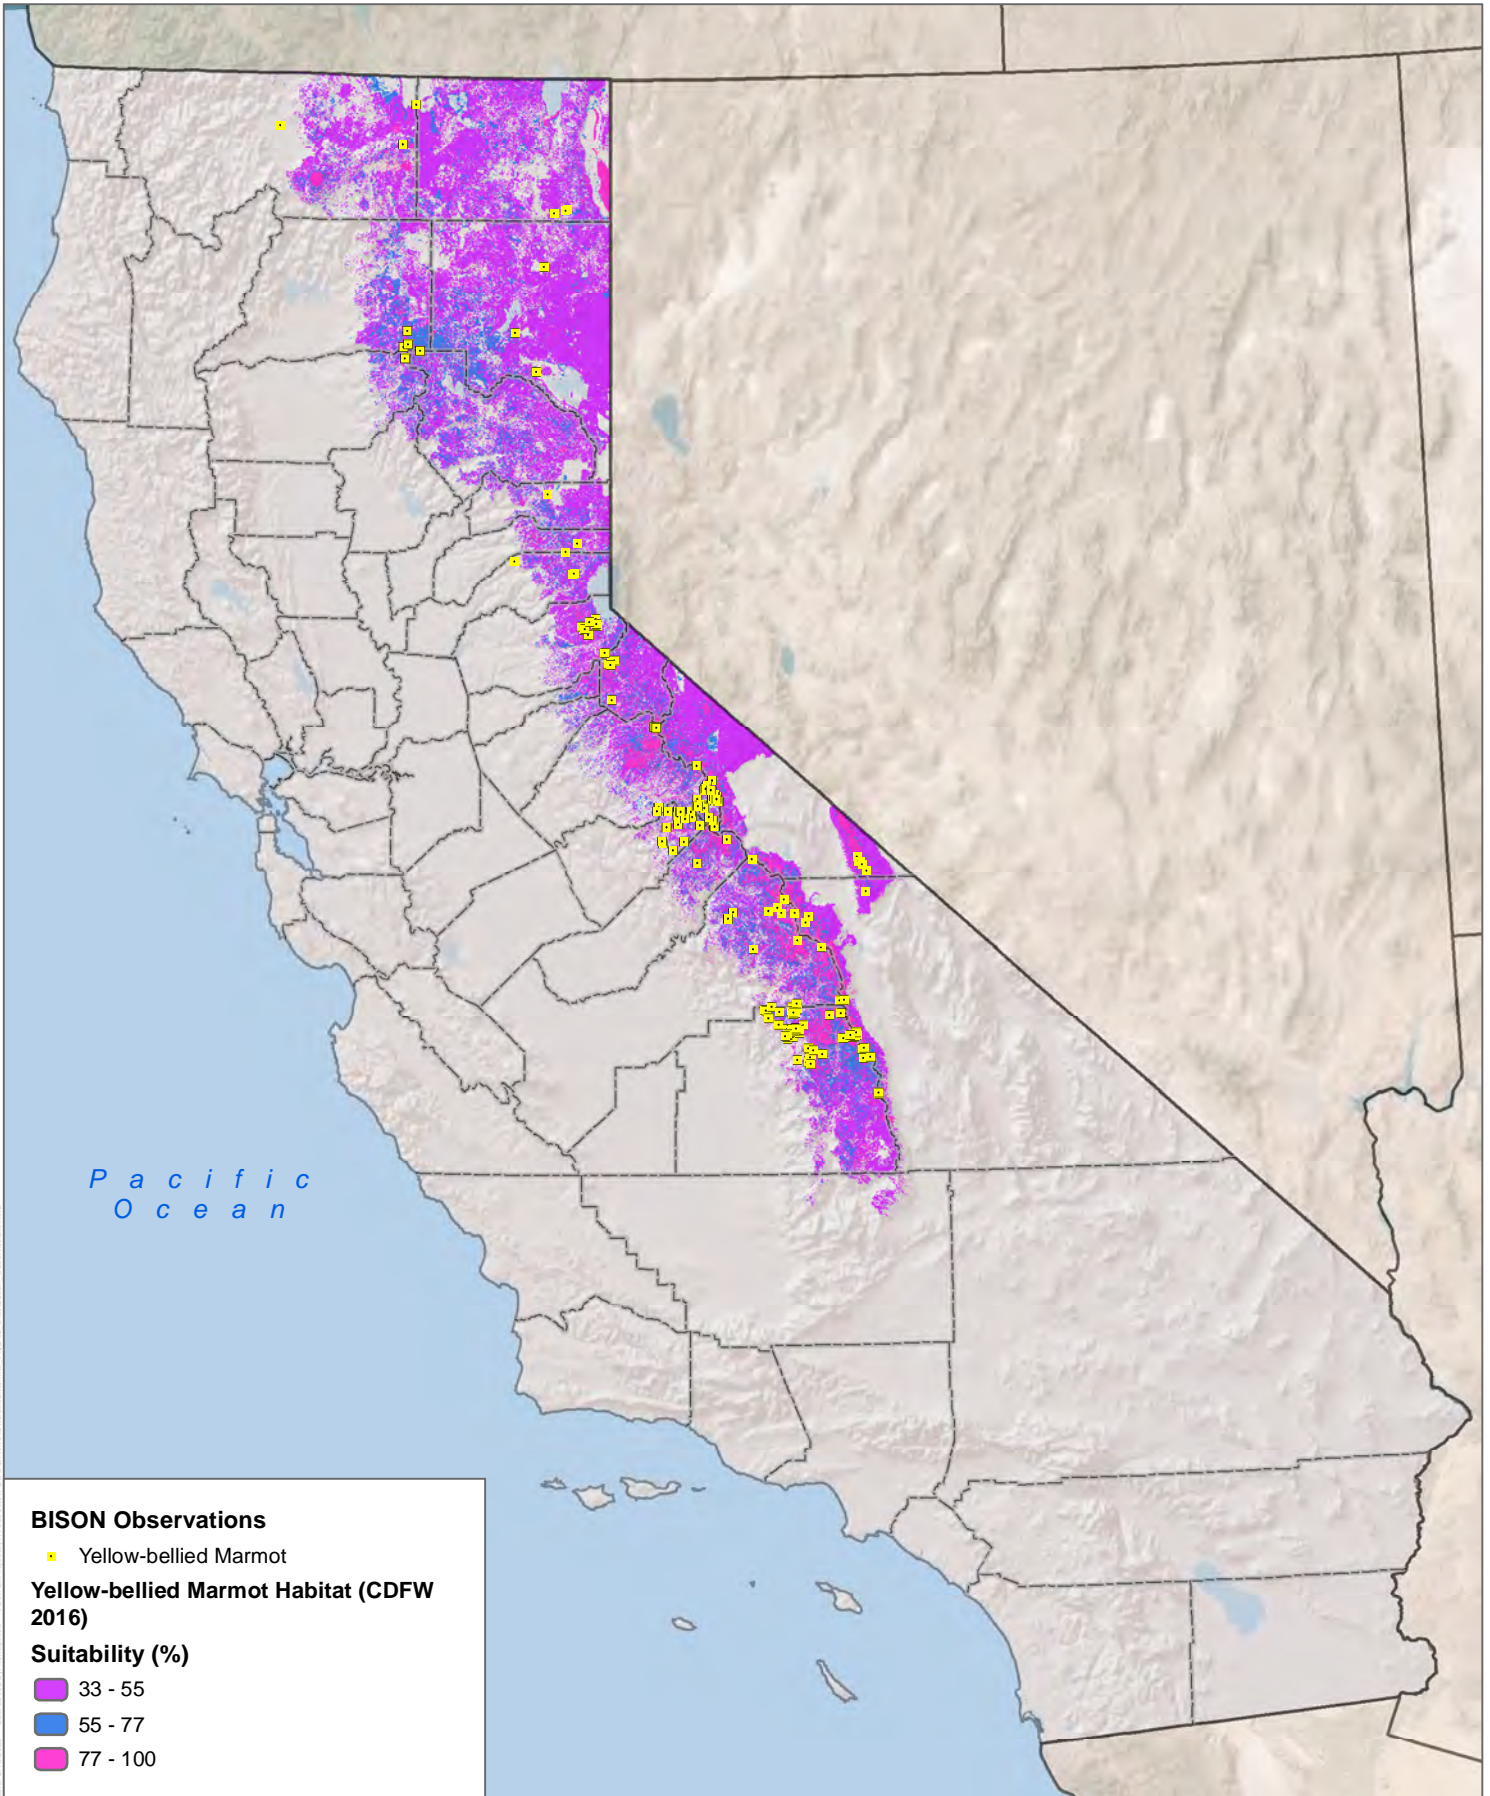 P a c i f i c
O c e a n
BISON Observations
Yellow-bellied Marmot
Yellow-bellied Marmot Habitat (CDFW
2016)
Suitability (%)
33 - 55
55 - 77
77 - 100